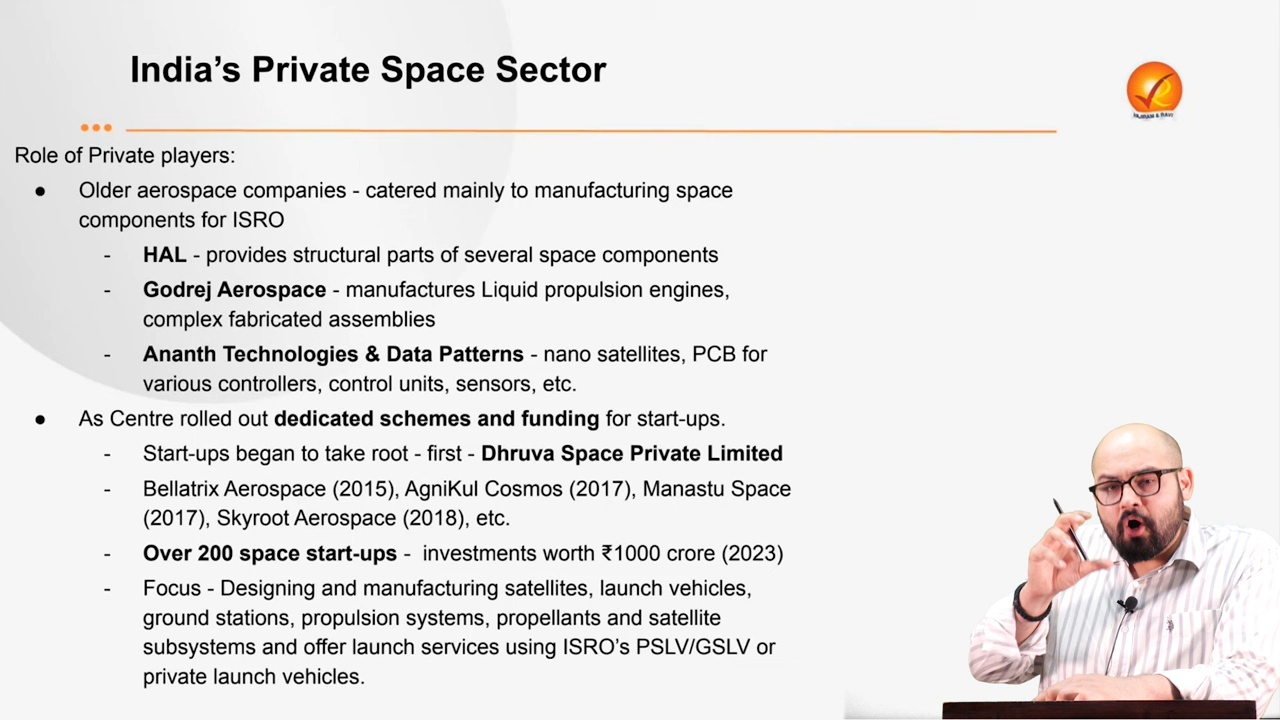 India’s Private Space Sector
VAJIRAM & RAVI
Role of Private players:
● Older aerospace companies - catered mainly to manufacturing space
components for ISRO
- HAL - provides structural parts of several space components
- Godrej Aerospace - manufactures Liquid propulsion engines,
complex fabricated assemblies
- Ananth Technologies & Data Patterns - nano satellites, PCB for
various controllers, control units, sensors, etc.
● As Centre rolled out dedicated schemes and funding for start-ups.
- Start-ups began to take root - first - Dhruva Space Private Limited
- Bellatrix Aerospace (2015), AgniKul Cosmos (2017), Manastu Space
(2017), Skyroot Aerospace (2018), etc.
- Over 200 space start-ups - investments worth ₹1000 crore (2023)
- Focus - Designing and manufacturing satellites, launch vehicles,
ground stations, propulsion systems, propellants and satellite
subsystems and offer launch services using ISRO’s PSLV/GSLV or
private launch vehicles.